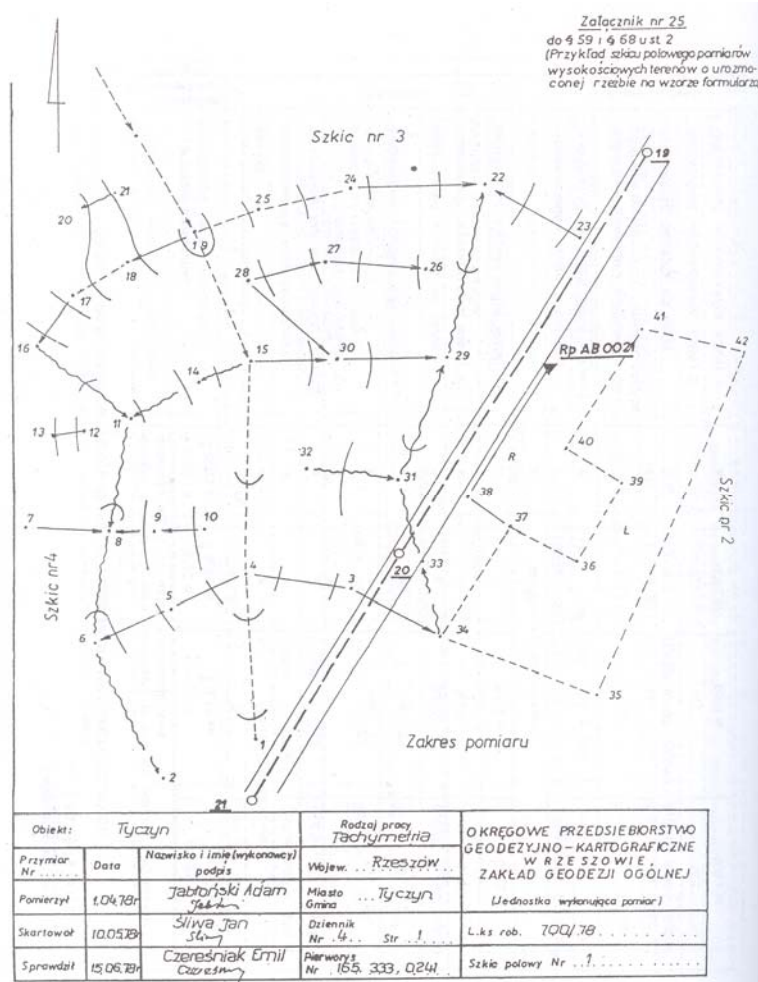 Załącznik nr 25
do § 59 i § 68 ust 2
(Przykład szkicu polowego pomiarów
wysokościowych terenów o urozmo-
conej rzezbie na wzorze formularza
Szkic nr 3
19
24
22
25
21
20
19
23
27
26
18
28
17
41
16
15
30
29
Rp AB 0021
42
14
11
40
13
12
32
31
R
39
38
37
L
Szkic nr 2
7
8
9
10
Szkic nr 4
4
3
20
33
36
5
6
34
35
1
2
Zakres pomiaru
21
Obiekt: Tyczyn
Rodzaj pracy
Tachymetria
OKRĘGOWE PRZEDSIĘBIORSTWO
GEODEZYJNO-KARTOGRAFICZNE
W RZESZOWIE,
ZAKŁAD GEODEZJI OGÓLNEJ
(Jednostka wykonująca pomiar)
Przymiar
Nr ......
Data
Nazwisko i imię (wykonawcy)
podpis
Wojew. .. Rzeszów
Pomierzył
1.04.78r
Jabłoński Adam
Miasto
Gmina ... Tyczyn
Skartował
10.05.78r
Śliwa Jan
Dziennik
Nr .4... Str .1
L.ks rob. 700/78
Sprawdził
15.06.78r
Czereśniak Emil
Pierworys
Nr 165. 333, 0241
Szkic polowy Nr ..1